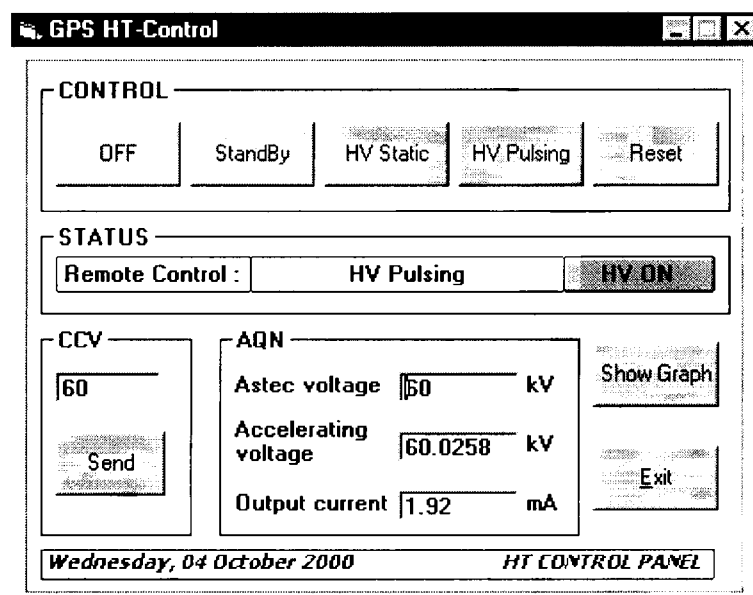 GPS HT-Control
CONTROL
OFF StandBy HV Static HV Pulsing Reset
STATUS
Remote Control : HV Pulsing HV ON
CCV
60
Send
AQN
Astec voltage 60 kV
Accelerating voltage 60.0258 kV
Output current 1.92 mA
Show Graph
Exit
Wednesday, 04 October 2000 HT CONTROL PANEL